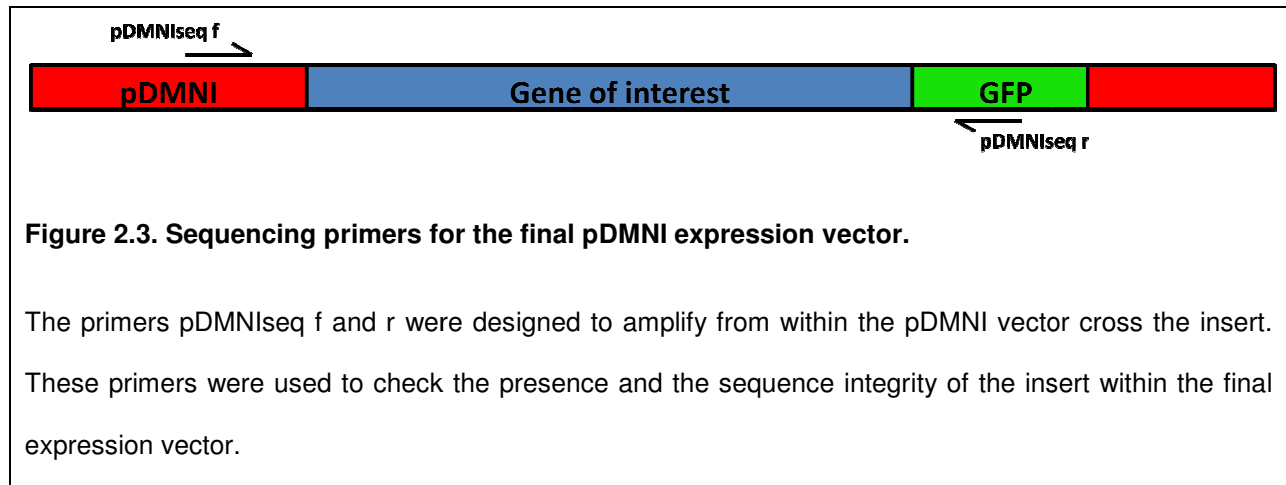 pDMNIseq f
pDMNI Gene of interest GFP
pDMNIseq r
Figure 2.3. Sequencing primers for the final pDMNI expression vector.
The primers pDMNIseq f and r were designed to amplify from within the pDMNI vector cross the insert.
These primers were used to check the presence and the sequence integrity of the insert within the final
expression vector.